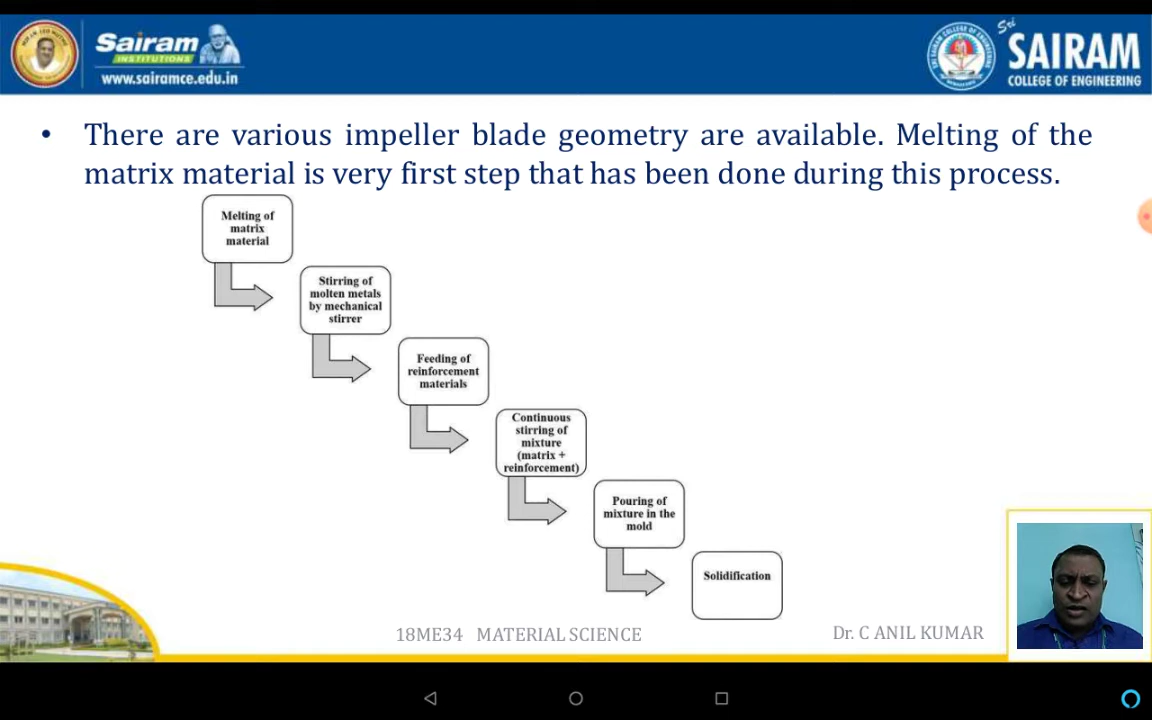 Sairam
INSTITUTIONS
www.sairamce.edu.in
Sri
SAIRAM
COLLEGE OF ENGINEERING
• There are various impeller blade geometry are available. Melting of the
matrix material is very first step that has been done during this process.
Melting of
matrix
material
Stirring of
molten metals
by mechanical
stirrer
Feeding of
reinforcement
materials
Continuous
stirring of
mixture
(matrix +
reinforcement)
Pouring of
mixture in the
mold
Solidification
18ME34 MATERIAL SCIENCE
Dr. C ANIL KUMAR